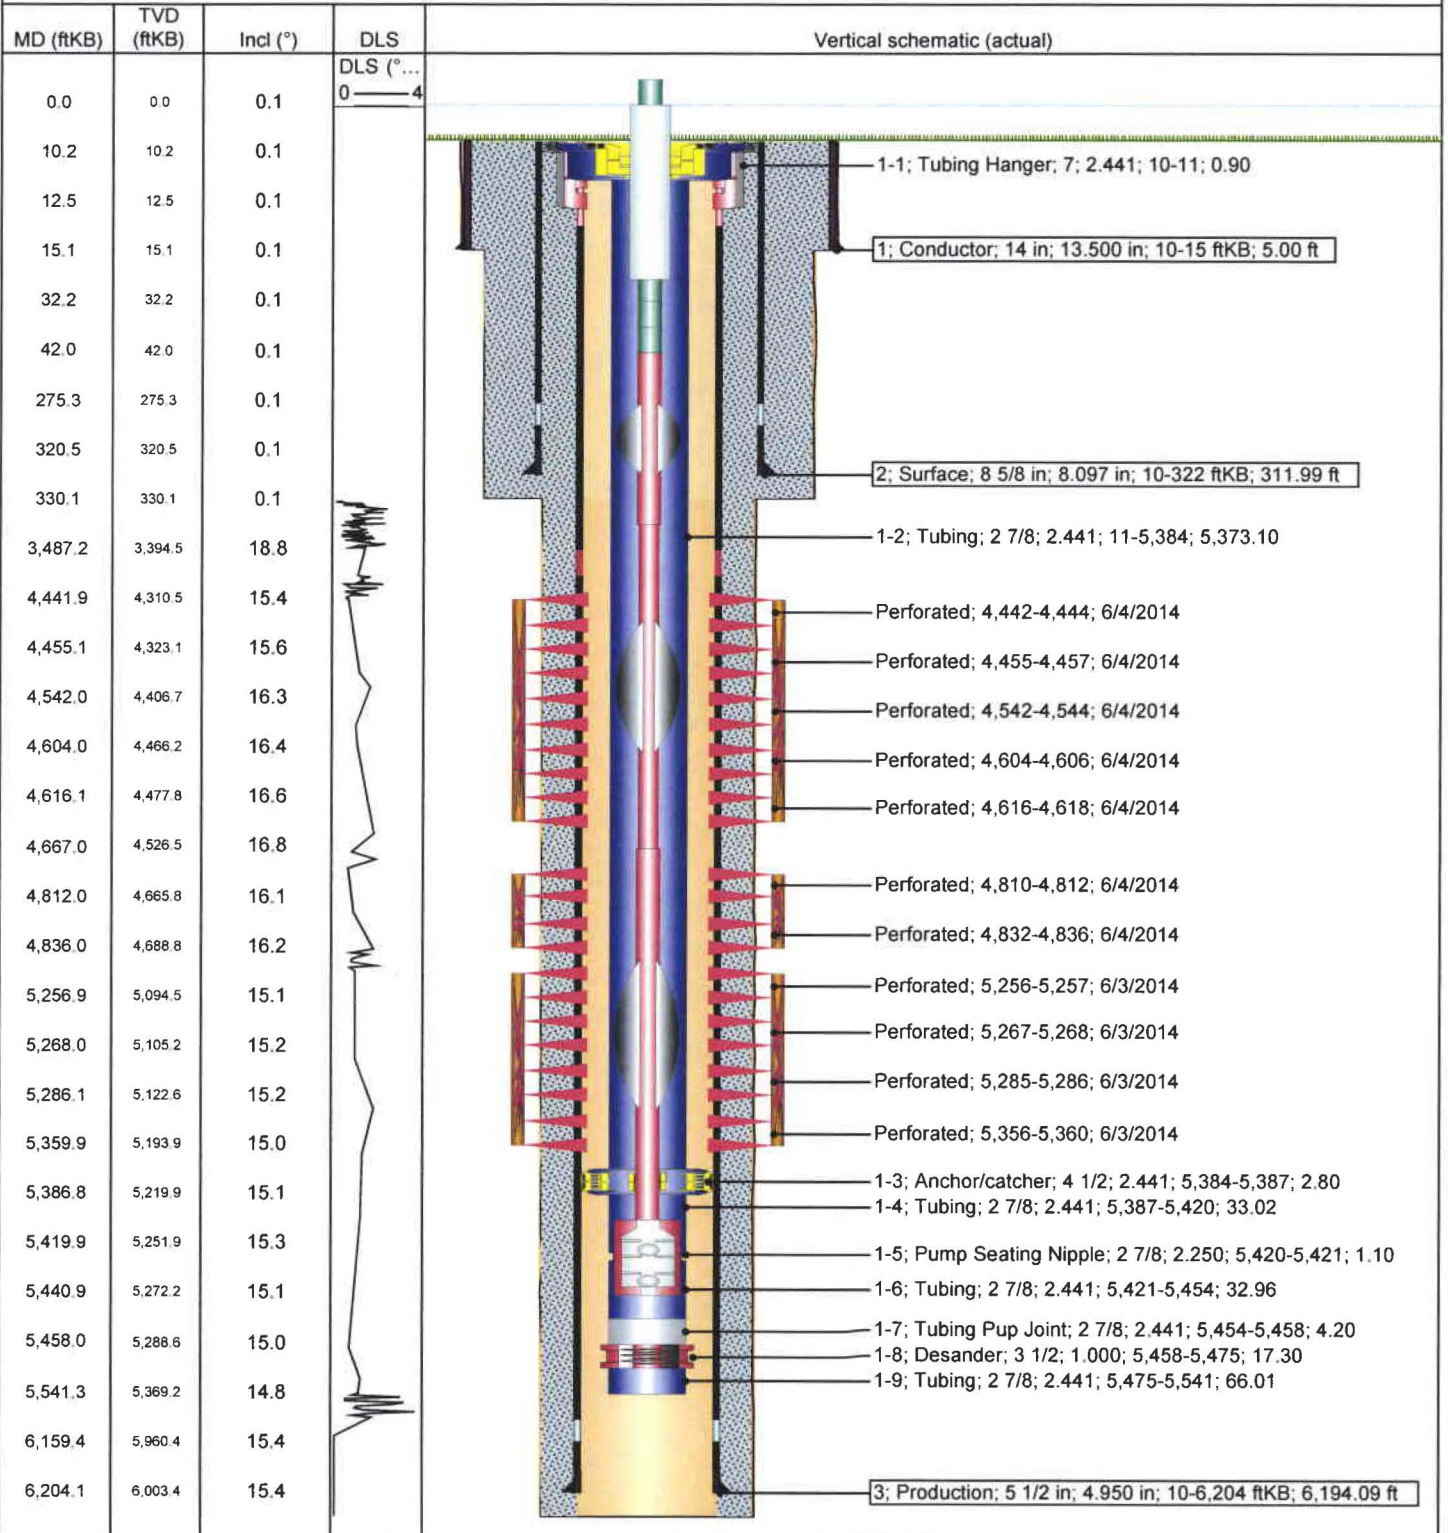 MD (ftKB) TVD (ftKB) Incl (°) DLS Vertical schematic (actual)
DLS (°...
0 4
0.0 0.0 0.1
10.2 10.2 0.1
1-1; Tubing Hanger; 7; 2.441; 10-11; 0.90
12.5 12.5 0.1
15.1 15.1 0.1
1; Conductor; 14 in; 13.500 in; 10-15 ftKB; 5.00 ft
32.2 32.2 0.1
42.0 42.0 0.1
275.3 275.3 0.1
320.5 320.5 0.1
2; Surface; 8 5/8 in; 8.097 in; 10-322 ftKB; 311.99 ft
330.1 330.1 0.1
1-2; Tubing; 2 7/8; 2.441; 11-5,384; 5,373.10
3,487.2 3,394.5 18.8
4,441.9 4,310.5 15.4
Perforated; 4,442-4,444; 6/4/2014
4,455.1 4,323.1 15.6
Perforated; 4,455-4,457; 6/4/2014
4,542.0 4,406.7 16.3
Perforated; 4,542-4,544; 6/4/2014
4,604.0 4,466.2 16.4
Perforated; 4,604-4,606; 6/4/2014
4,616.1 4,477.8 16.6
Perforated; 4,616-4,618; 6/4/2014
4,667.0 4,526.5 16.8
Perforated; 4,810-4,812; 6/4/2014
4,812.0 4,665.8 16.1
Perforated; 4,832-4,836; 6/4/2014
4,836.0 4,688.8 16.2
Perforated; 5,256-5,257; 6/3/2014
5,256.9 5,094.5 15.1
Perforated; 5,267-5,268; 6/3/2014
5,268.0 5,105.2 15.2
Perforated; 5,285-5,286; 6/3/2014
5,286.1 5,122.6 15.2
Perforated; 5,356-5,360; 6/3/2014
5,359.9 5,193.9 15.0
1-3; Anchor/catcher; 4 1/2; 2.441; 5,384-5,387; 2.80
5,386.8 5,219.9 15.1
1-4; Tubing; 2 7/8; 2.441; 5,387-5,420; 33.02
5,419.9 5,251.9 15.3
1-5; Pump Seating Nipple; 2 7/8; 2.250; 5,420-5,421; 1.10
5,440.9 5,272.2 15.1
1-6; Tubing; 2 7/8; 2.441; 5,421-5,454; 32.96
1-7; Tubing Pup Joint; 2 7/8; 2.441; 5,454-5,458; 4.20
5,458.0 5,288.6 15.0
1-8; Desander; 3 1/2; 1.000; 5,458-5,475; 17.30
1-9; Tubing; 2 7/8; 2.441; 5,475-5,541; 66.01
5,541.3 5,369.2 14.8
6,159.4 5,960.4 15.4
6,204.1 6,003.4 15.4
3; Production; 5 1/2 in; 4.950 in; 10-6,204 ftKB; 6,194.09 ft